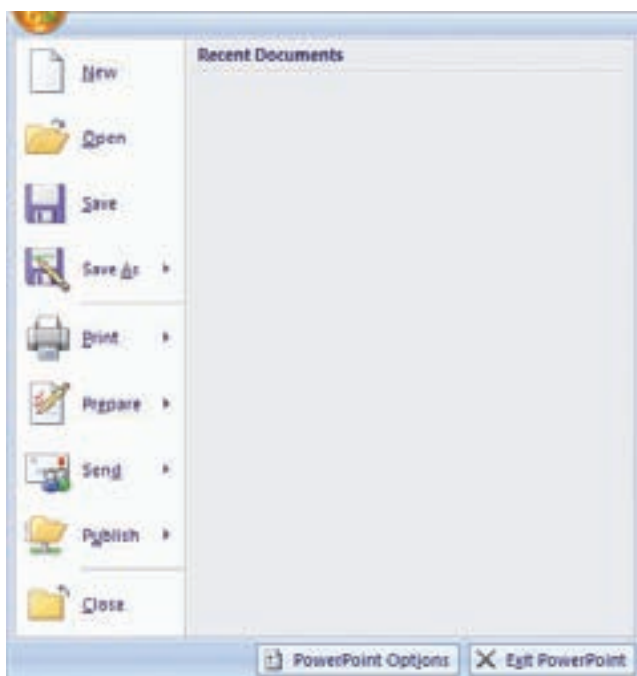 Recent Documents
New
Open
Save
Save As
Print
Prepare
Send
Publish
Close
PowerPoint Options
Exit PowerPoint